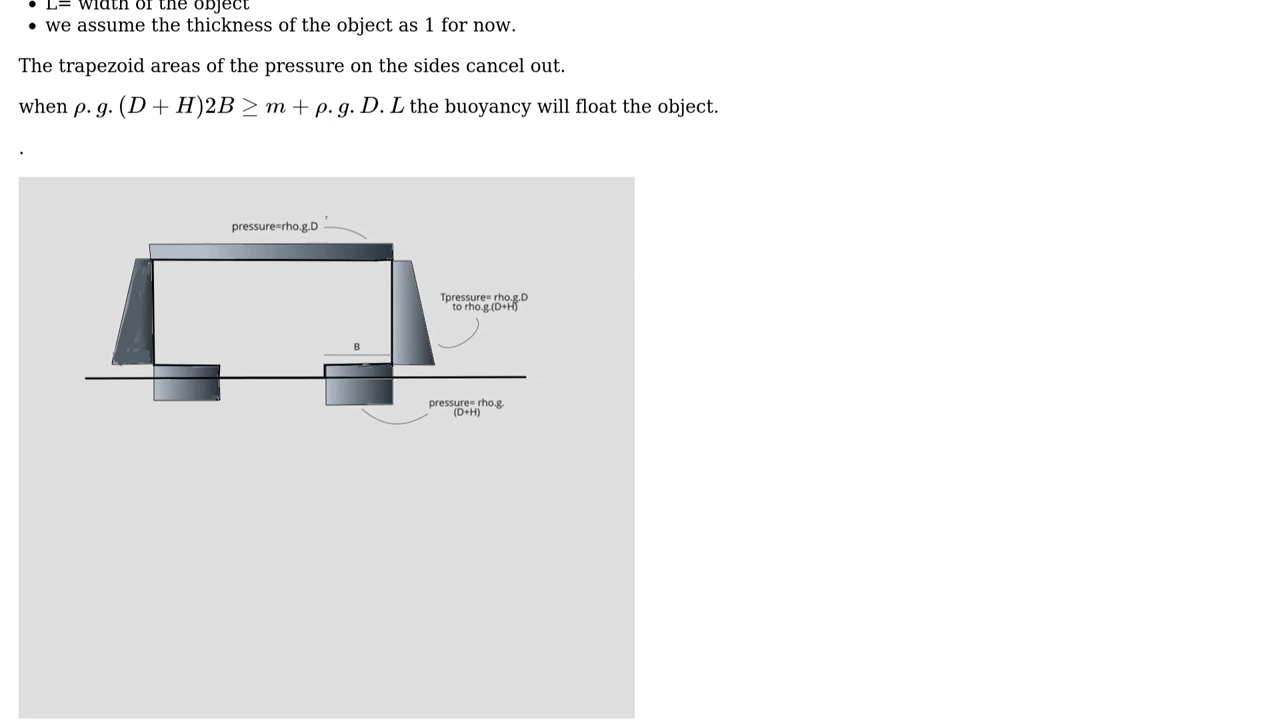 • L= width of the object
• we assume the thickness of the object as 1 for now.
The trapezoid areas of the pressure on the sides cancel out.
when ρ. g. (D + H)2B ≥ m + ρ. g. D. L the buoyancy will float the object.
.
pressure=rho.g.D
Tpressure= rho.g.D
to rho.g.(D+H)
B
pressure= rho.g.
(D+H)